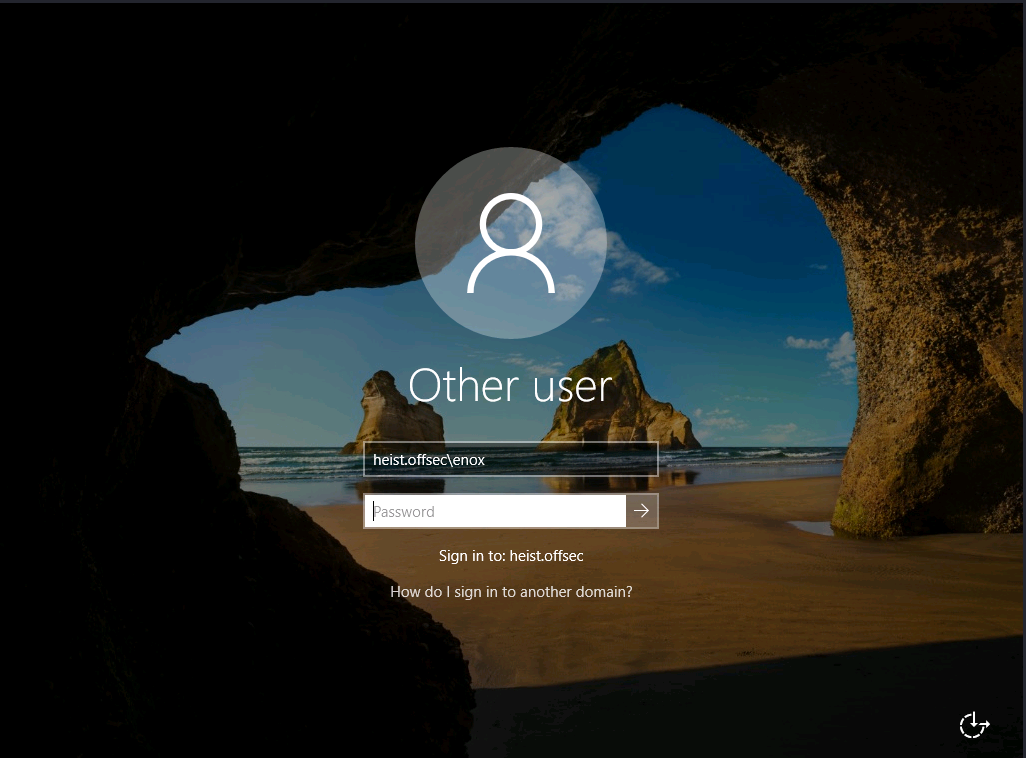 Other user
heist.offsec\enox
Password
Sign in to: heist.offsec
How do I sign in to another domain?